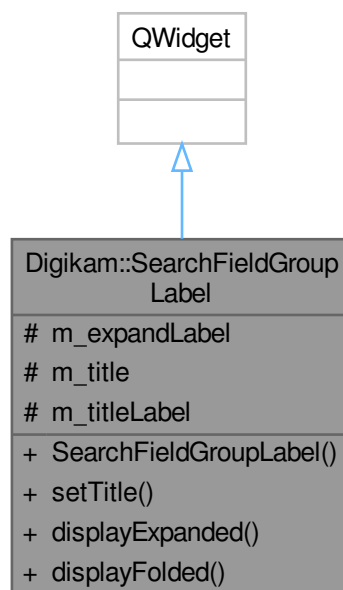 QWidget
Digikam::SearchFieldGroup
Label
# m_expandLabel
# m_title
# m_titleLabel
+ SearchFieldGroupLabel()
+ setTitle()
+ displayExpanded()
+ displayFolded()